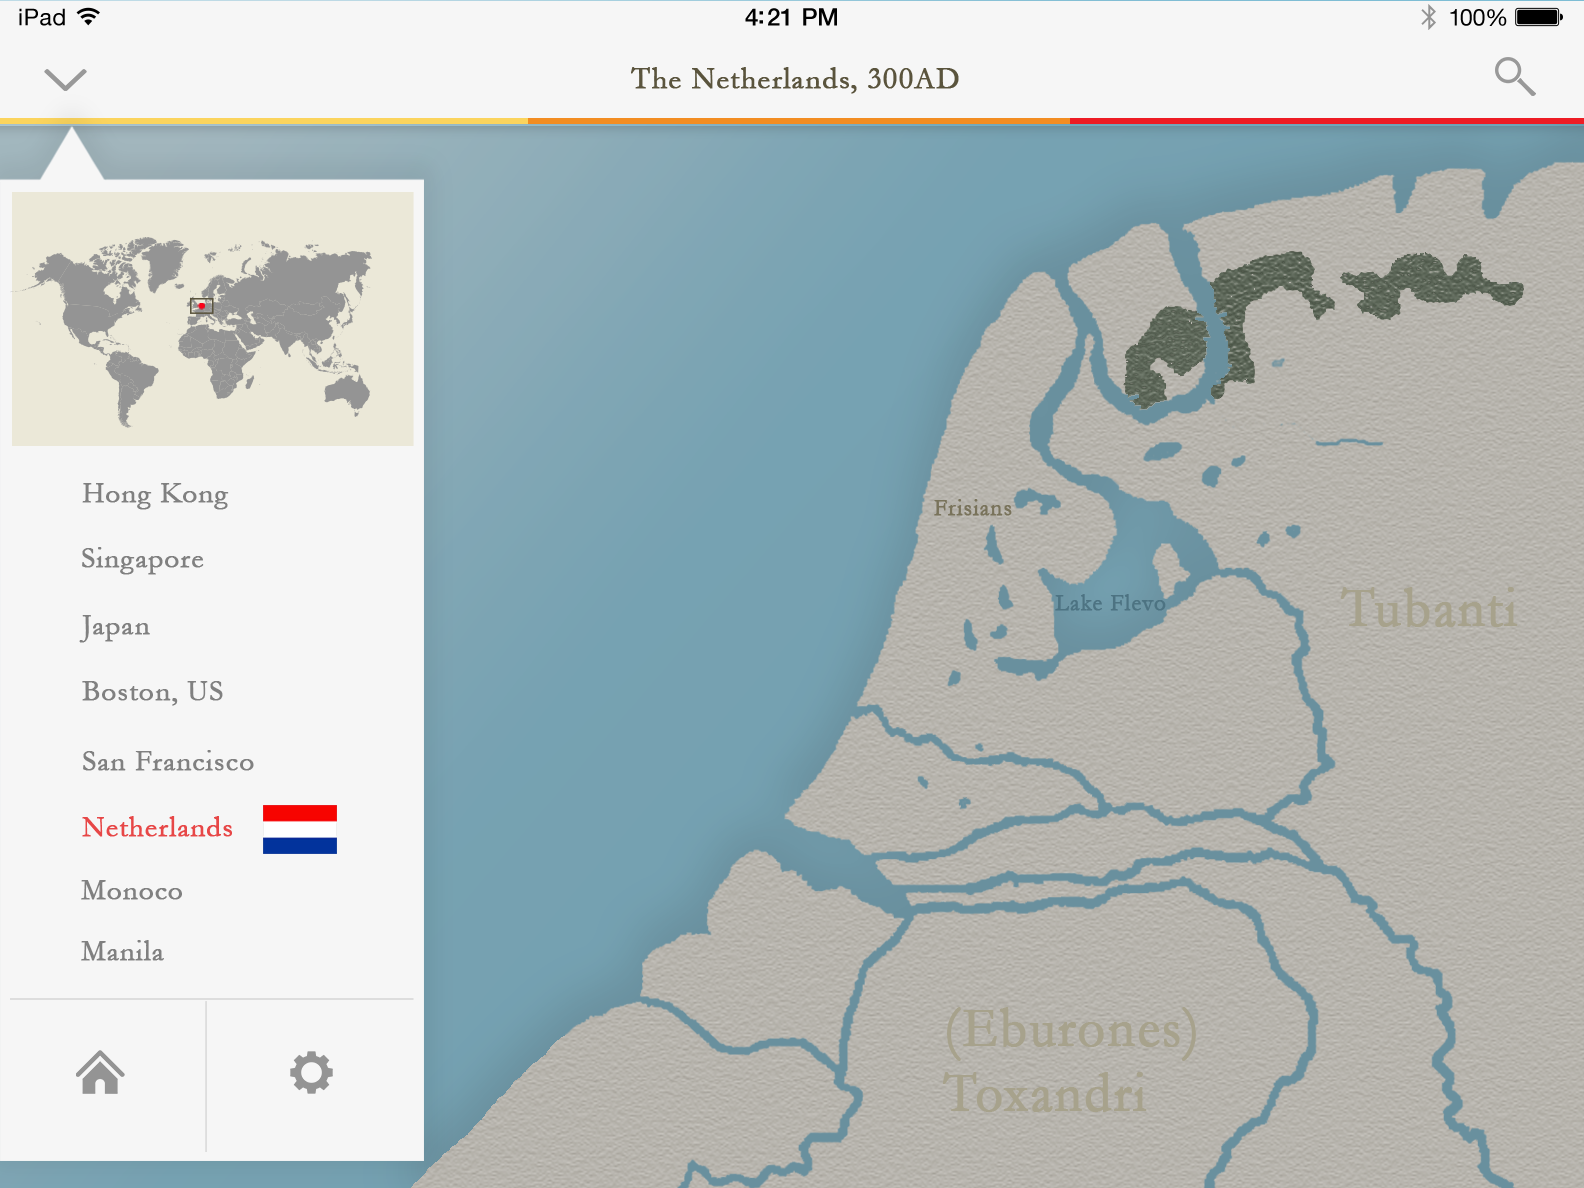 iPad
4:21 PM
100%
The Netherlands, 300AD
Hong Kong
Singapore
Japan
Boston, US
San Francisco
Netherlands
Monoco
Manila
Frisians
Lake Flevo
Tubanti
(Eburones)
Toxandri